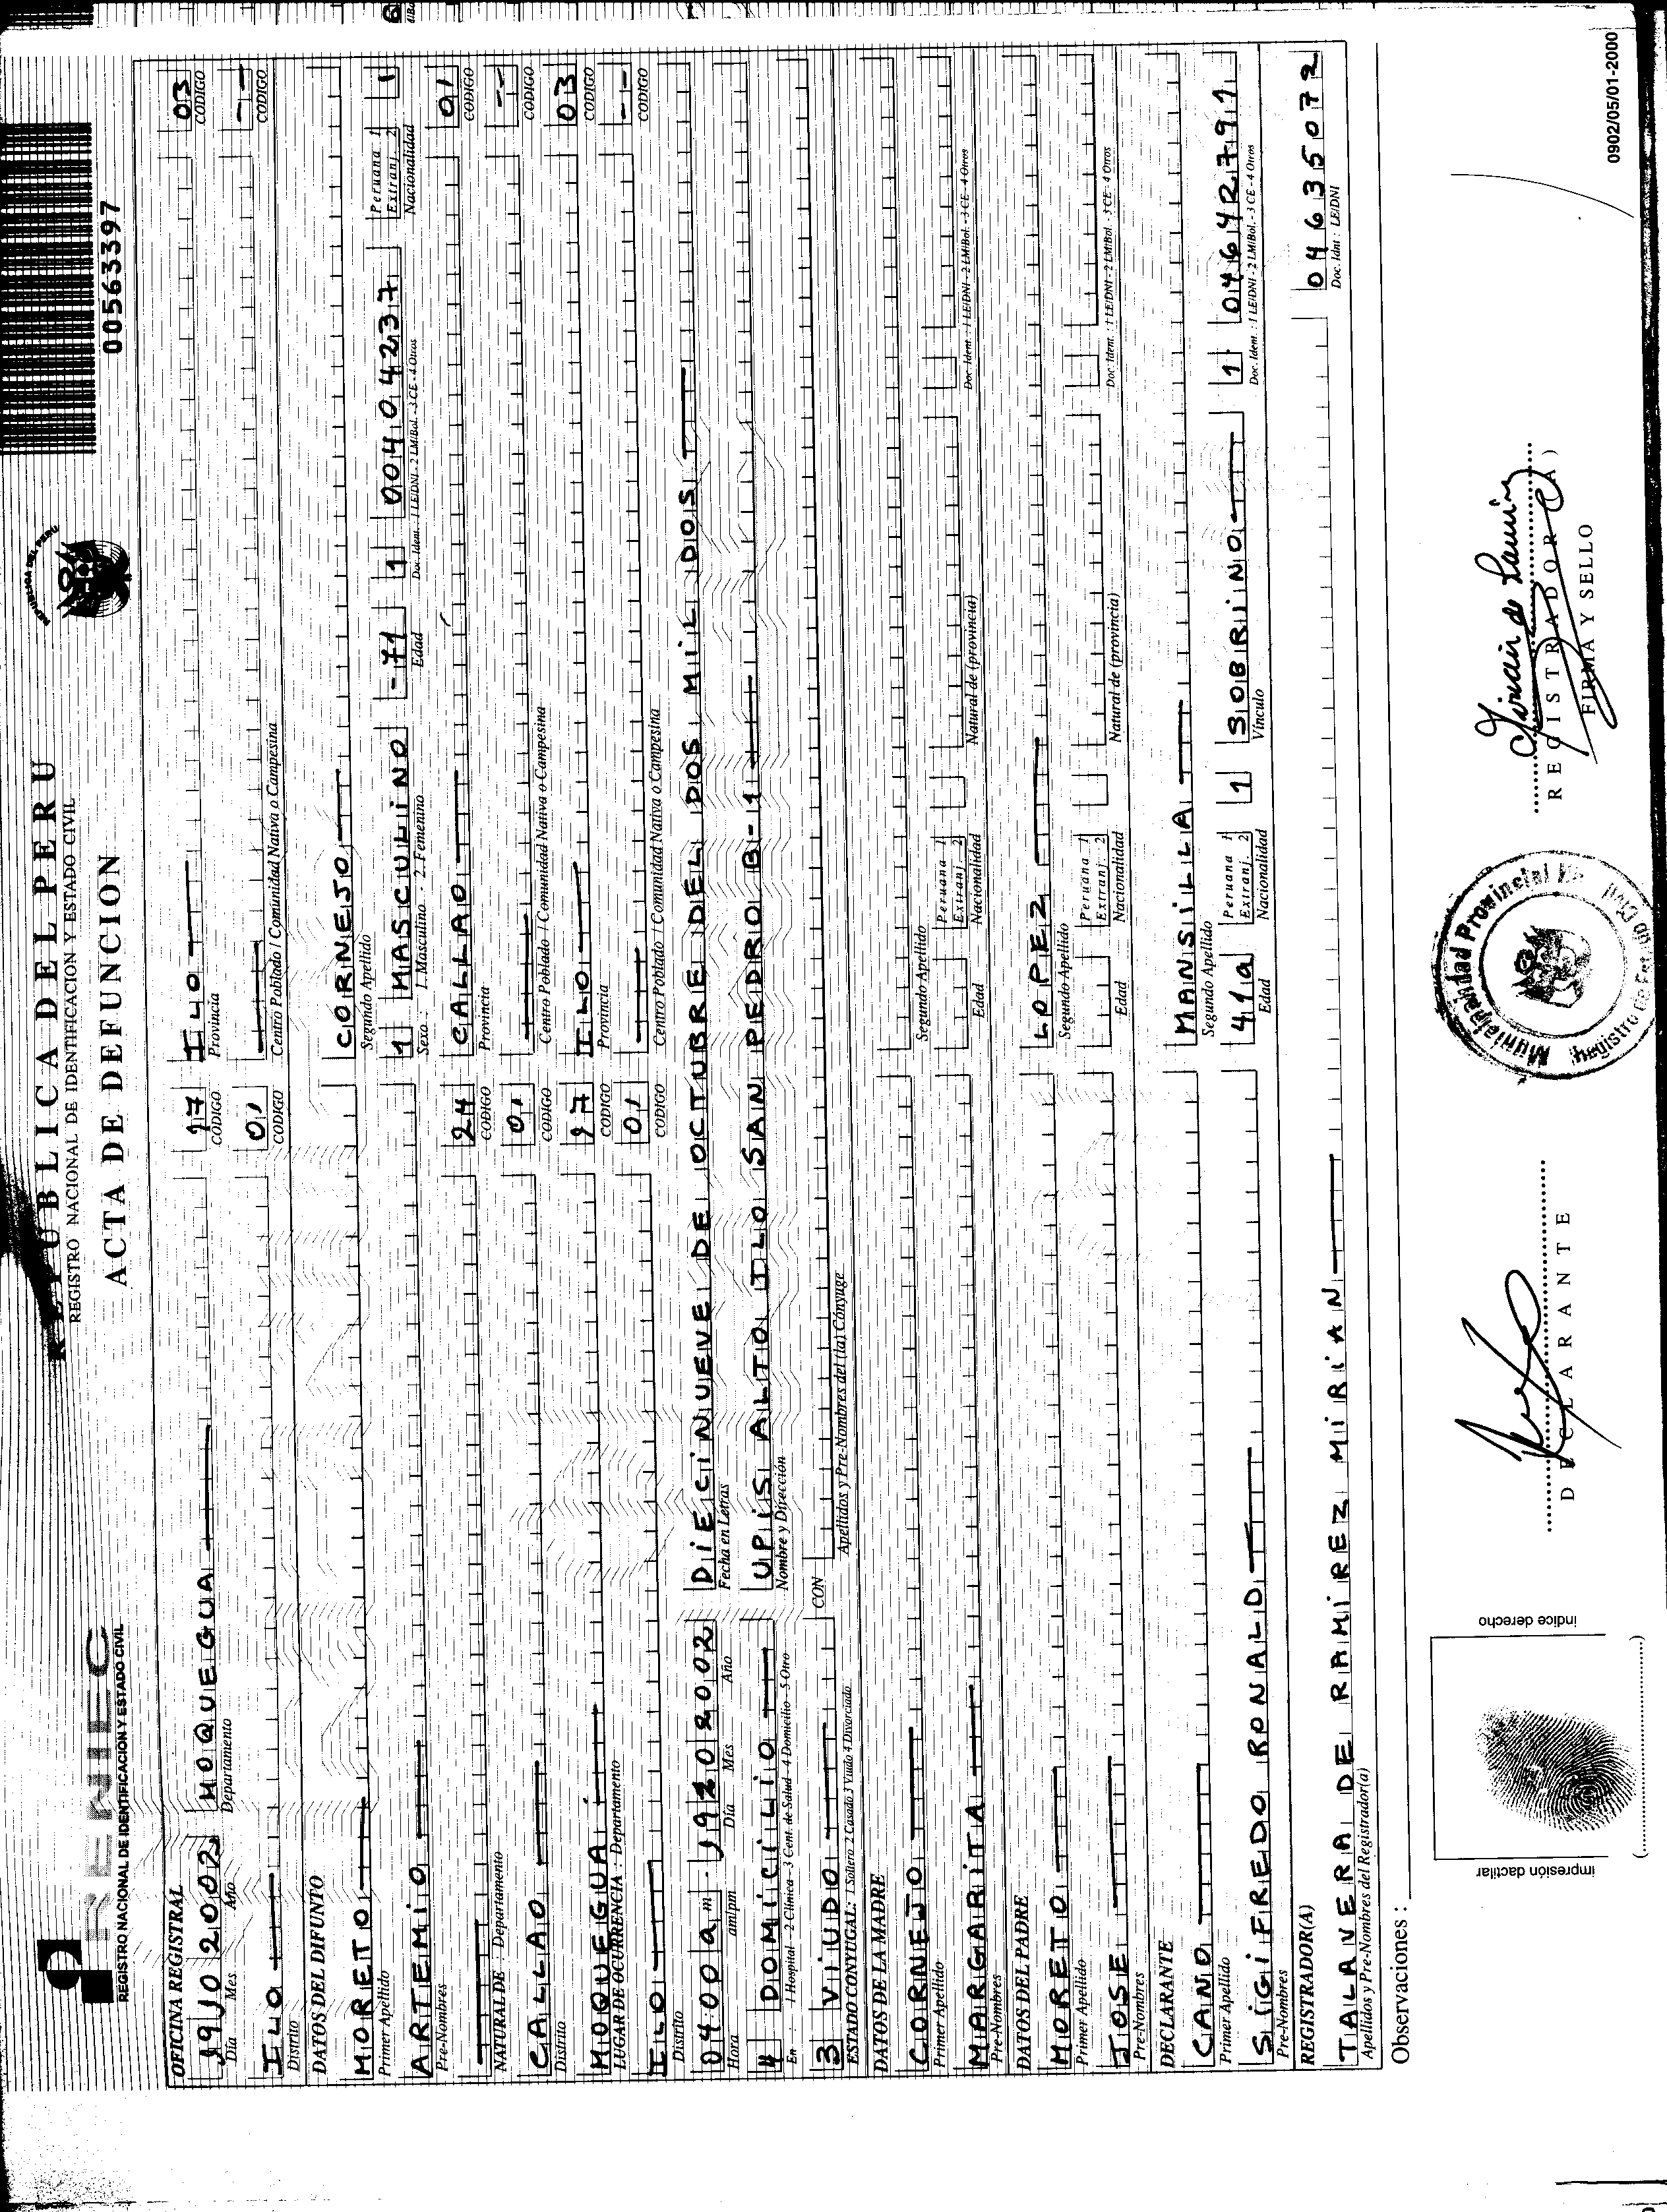 REPUBLICA DEL PERU
REGISTRO NACIONAL DE IDENTIFICACION Y ESTADO CIVIL
ACTA DE DEFUNCION
RENIEC
REGISTRO NACIONAL DE IDENTIFICACION Y ESTADO CIVIL
REPUBLICA DEL PERU
00563397
OFICINA REGISTRAL
19 10 2002 MOQUEGUA 17 ILO 03
Día Mes Año Departamento CODIGO Provincia CODIGO
ILO 01 --
Distrito CODIGO Centro Poblado / Comunidad Nativa o Campesina CODIGO
DATOS DEL DIFUNTO
MORETO CORNEJO
Primer Apellido Segundo Apellido
ARTEMIO 1 MASCULINO -71 1 00404237 Peruana 1 Extranj. 2 1
Pre-Nombres Sexo : 1. Masculino - 2. Femenino Edad Doc. Ident. : 1 LE/DNI - 2 LM/Bol. - 3 CE - 4 Otros Nacionalidad
24 CALLAO 01
NATURAL DE : Departamento CODIGO Provincia CODIGO
CALLAO 01 --
Distrito CODIGO Centro Poblado / Comunidad Nativa o Campesina CODIGO
MOQUEGUA 17 ILO 03
LUGAR DE OCURRENCIA : Departamento CODIGO Provincia CODIGO
ILO 01 --
Distrito CODIGO Centro Poblado / Comunidad Nativa o Campesina CODIGO
0400 a m 19 10 2002 DIECINUEVE DE OCTUBRE DEL DOS MIL DOS
Hora am/pm Día Mes Año Fecha en Letras
4 DOMICILIO UPIS ALTO ILO SAN PEDRO B-1
En : 1 Hospital - 2 Clínica - 3 Cent. de Salud - 4 Domicilio - 5 Otro Nombre y Dirección
3 VIUDO CON
ESTADO CONYUGAL : 1 Soltero 2 Casado 3 Viudo 4 Divorciado Apellidos y Pre-Nombres del (la) Cónyuge
DATOS DE LA MADRE
CORNEJO
Primer Apellido Segundo Apellido
MARGARITA Peruana 1 Extranj. 2
Pre-Nombres Edad Nacionalidad Natural de (provincia) Doc. Ident. : 1 LE/DNI - 2 LM/Bol. - 3 CE - 4 Otros
DATOS DEL PADRE
MORETO LOPEZ
Primer Apellido Segundo Apellido
JOSE Peruana 1 Extranj. 2
Pre-Nombres Edad Nacionalidad Natural de (provincia) Doc. Ident. : 1 LE/DNI - 2 LM/Bol. - 3 CE - 4 Otros
DECLARANTE
CANO MANSILLA
Primer Apellido Segundo Apellido
SIGIFREDO RONALD 41a Peruana 1 Extranj. 2 1 SOBRINO 1 04642791
Pre-Nombres Edad Nacionalidad Vínculo Doc. Ident. : 1 LE/DNI - 2 LM/Bol. - 3 CE - 4 Otros
REGISTRADOR(A)
TALAVERA DE RAMIREZ MIRIAN 04635072
Apellidos y Pre-Nombres del Registrador(a) Doc. Idnt : LE/DNI
Observaciones :
impresión dactilar
índice derecho
DECLARANTE
Municipalidad Provincial
Registro de Estado Civil
REGISTRADOR (A)
FIRMA Y SELLO
0902/05/01-2000